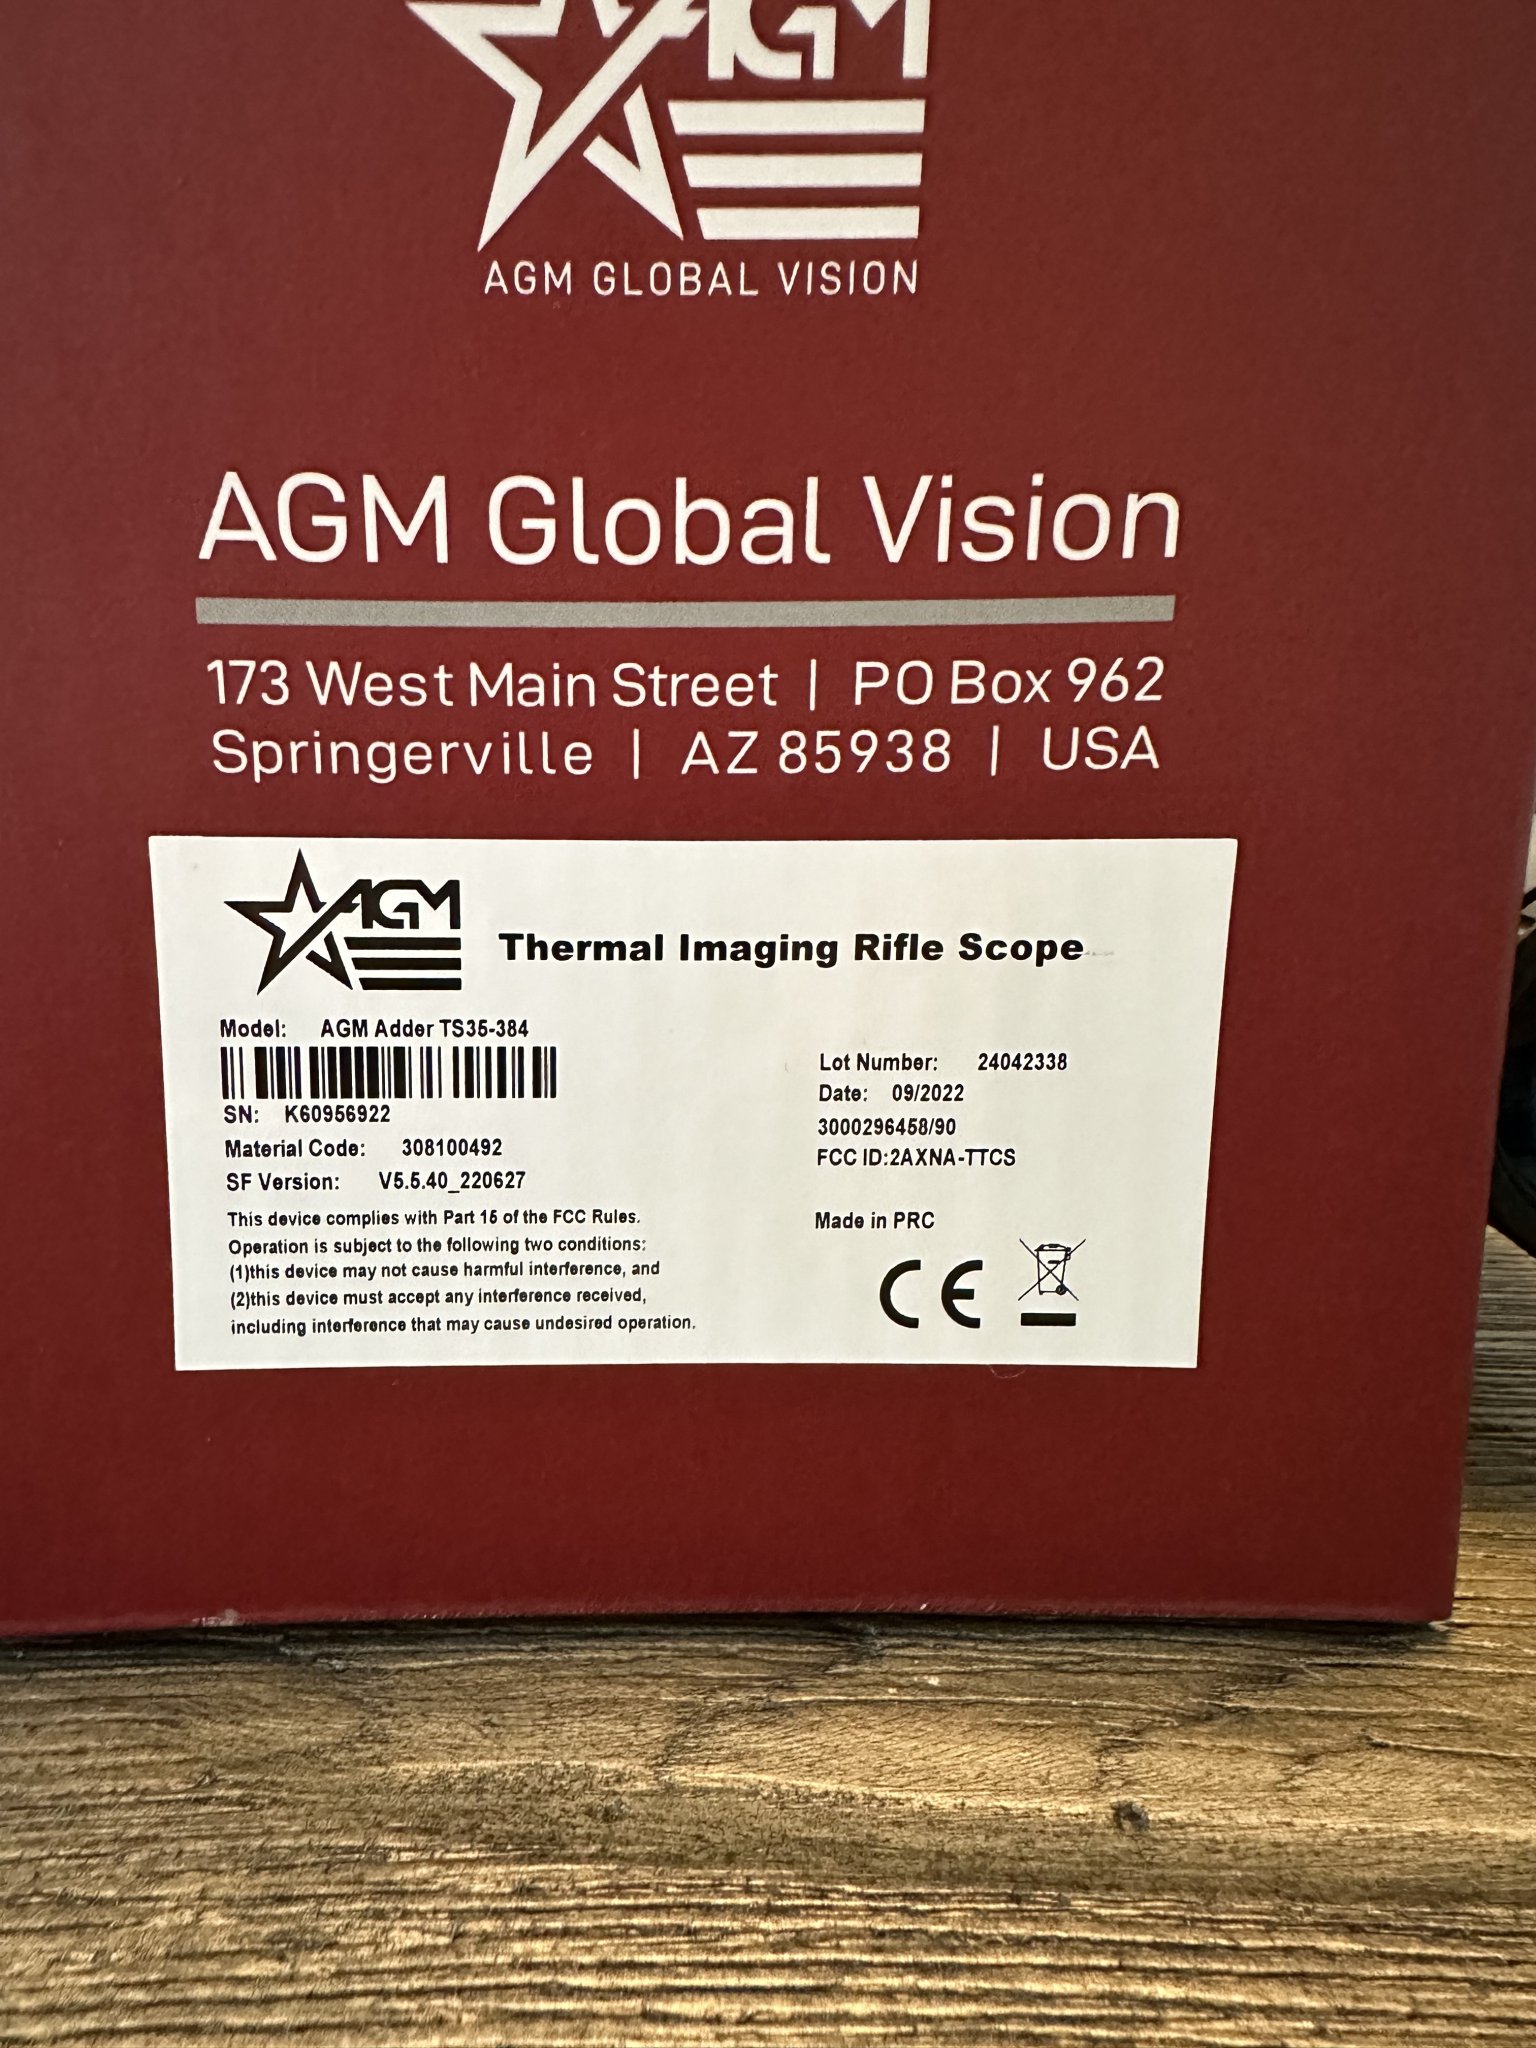 AGM
AGM GLOBAL VISION
AGM Global Vision
173 West Main Street | PO Box 962
Springerville | AZ 85938 | USA
AGM
Thermal Imaging Rifle Scope
Model: AGM Adder TS35-384
SN: K60956922
Material Code: 308100492
SF Version: V5.5.40_220627
This device complies with Part 15 of the FCC Rules.
Operation is subject to the following two conditions:
(1)this device may not cause harmful interference, and
(2)this device must accept any interference received,
including interference that may cause undesired operation.
Lot Number: 24042338
Date: 09/2022
3000296458/90
FCC ID:2AXNA-TTCS
Made in PRC
CE